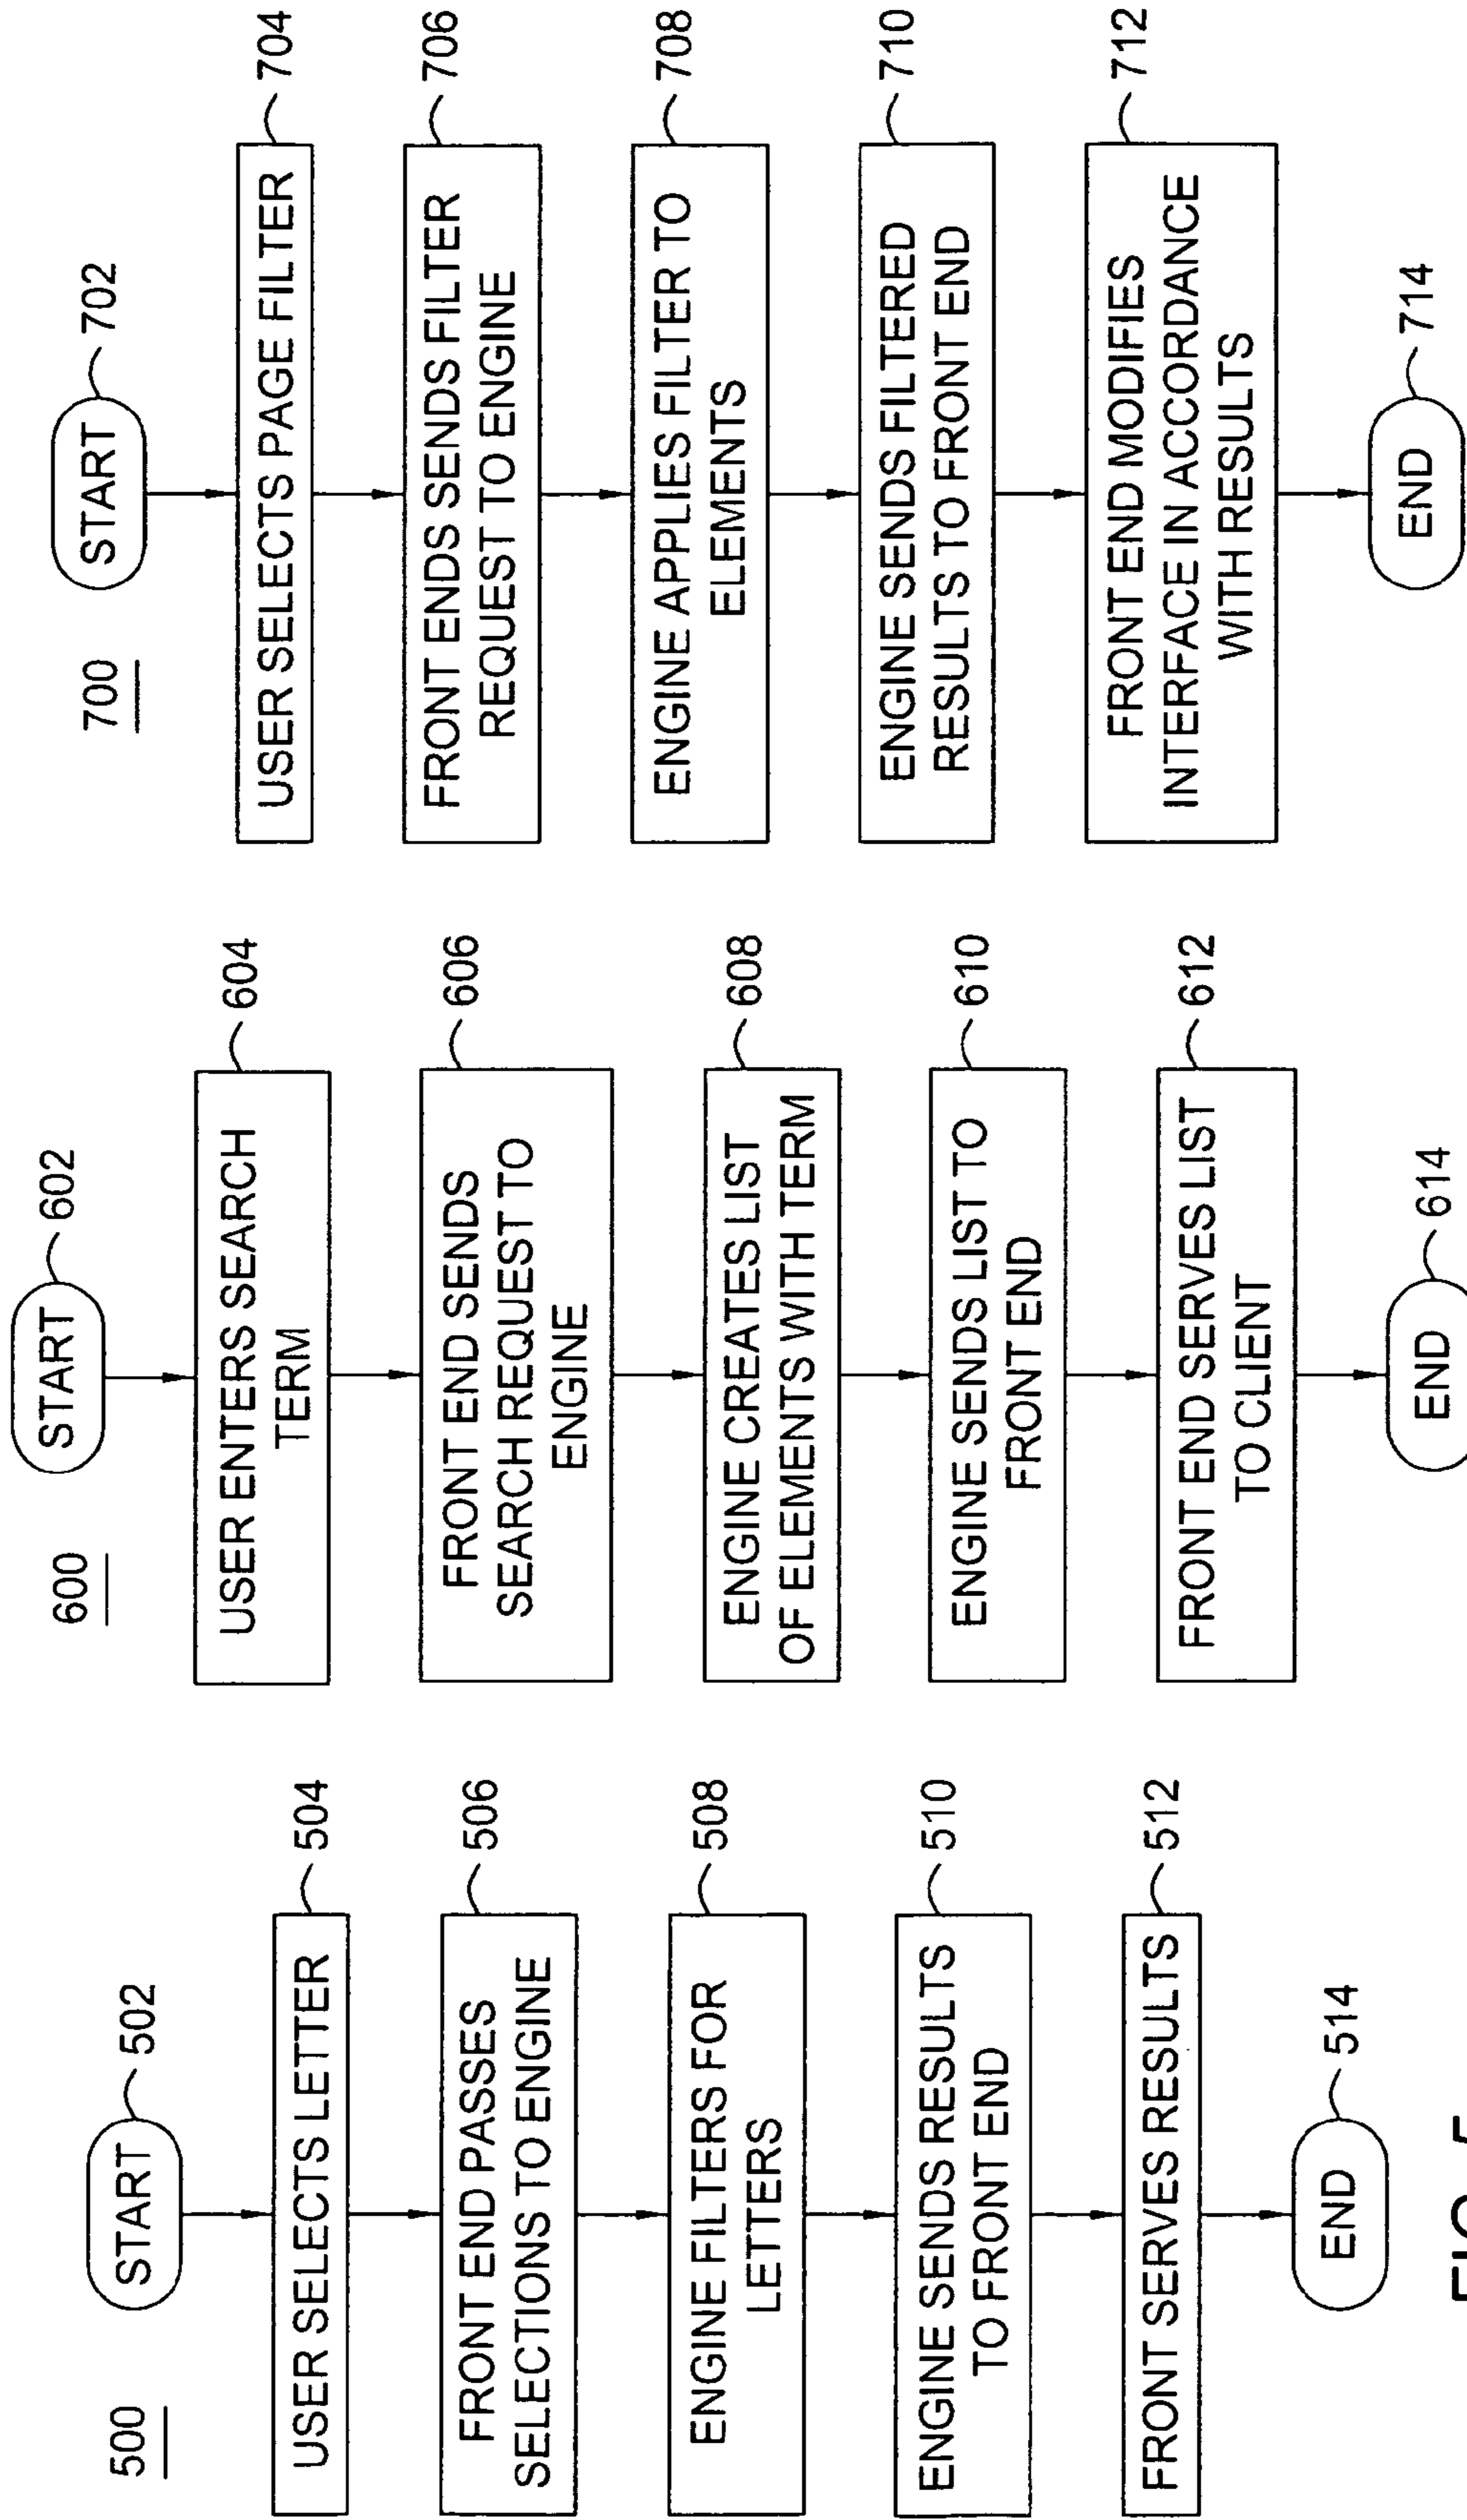 500
START
502
USER SELECTS LETTER
504
FRONT END PASSES
SELECTIONS TO ENGINE
506
ENGINE FILTERS FOR
LETTERS
508
ENGINE SENDS RESULTS
TO FRONT END
510
FRONT SERVES RESULTS
512
END
514
600
START
602
USER ENTERS SEARCH
TERM
604
FRONT END SENDS
SEARCH REQUEST TO
ENGINE
606
ENGINE CREATES LIST
OF ELEMENTS WITH TERM
608
ENGINE SENDS LIST TO
FRONT END
610
FRONT END SERVES LIST
TO CLIENT
612
END
614
700
START
702
USER SELECTS PAGE FILTER
704
FRONT ENDS SENDS FILTER
REQUEST TO ENGINE
706
ENGINE APPLIES FILTER TO
ELEMENTS
708
ENGINE SENDS FILTERED
RESULTS TO FRONT END
710
FRONT END MODIFIES
INTERFACE IN ACCORDANCE
WITH RESULTS
712
END
714